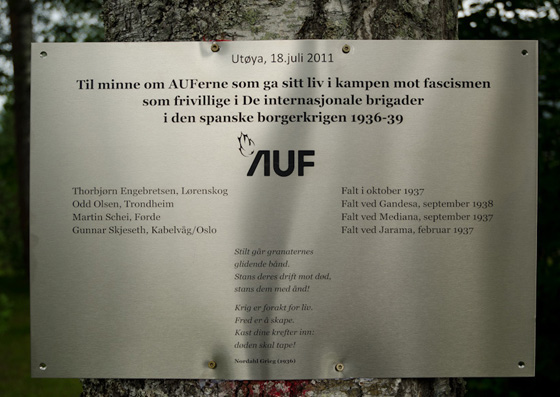 Utøya, 18.juli 2011
Til minne om AUFerne som ga sitt liv i kampen mot fascismen
som frivillige i De internasjonale brigader
i den spanske borgerkrigen 1936-39
AUF
Thorbjørn Engebretsen, Lørenskog Falt i oktober 1937
Odd Olsen, Trondheim Falt ved Gandesa, september 1938
Martin Schei, Førde Falt ved Mediana, september 1937
Gunnar Skjeseth, Kabelvåg/Oslo Falt ved Jarama, februar 1937
Stilt går granatenes
glidende bånd.
Stans deres drift mot død,
stans dem med ånd!
Krig er forakt for liv.
Fred er å skape.
Kast dine krefter inn:
døden skal tape!
Nordahl Grieg (1936)